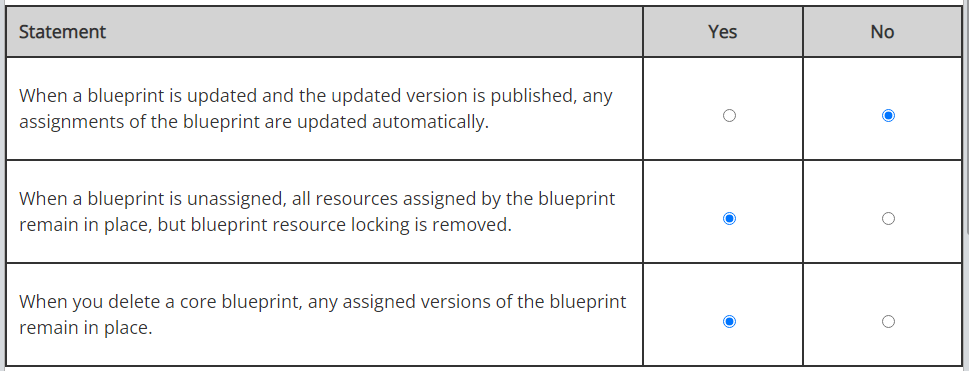 Statement
Yes
No
When a blueprint is updated and the updated version is published, any
assignments of the blueprint are updated automatically.
When a blueprint is unassigned, all resources assigned by the blueprint
remain in place, but blueprint resource locking is removed.
When you delete a core blueprint, any assigned versions of the blueprint
remain in place.